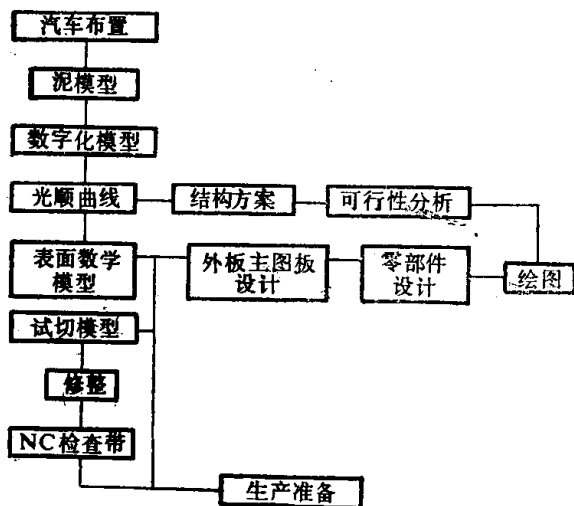 汽车布置
泥模型
数字化模型
光顺曲线
结构方案
可行性分析
表面数学
模型
外板主图板
设计
零部件
设计
绘图
试切模型
修整
NC检查带
生产准备